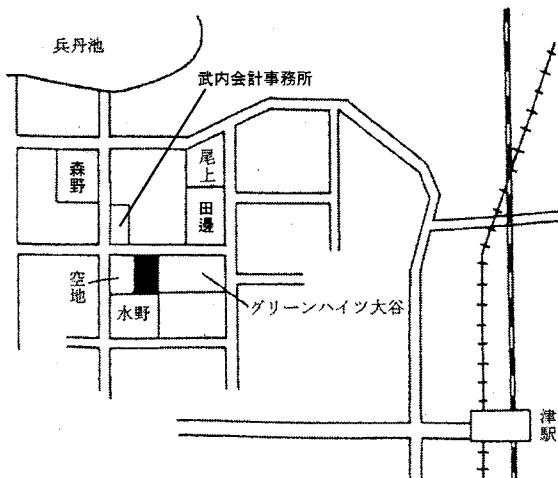 兵丹池
武内会計事務所
森野
尾上
田邊
空地
水野
グリーンハイツ大谷
津駅